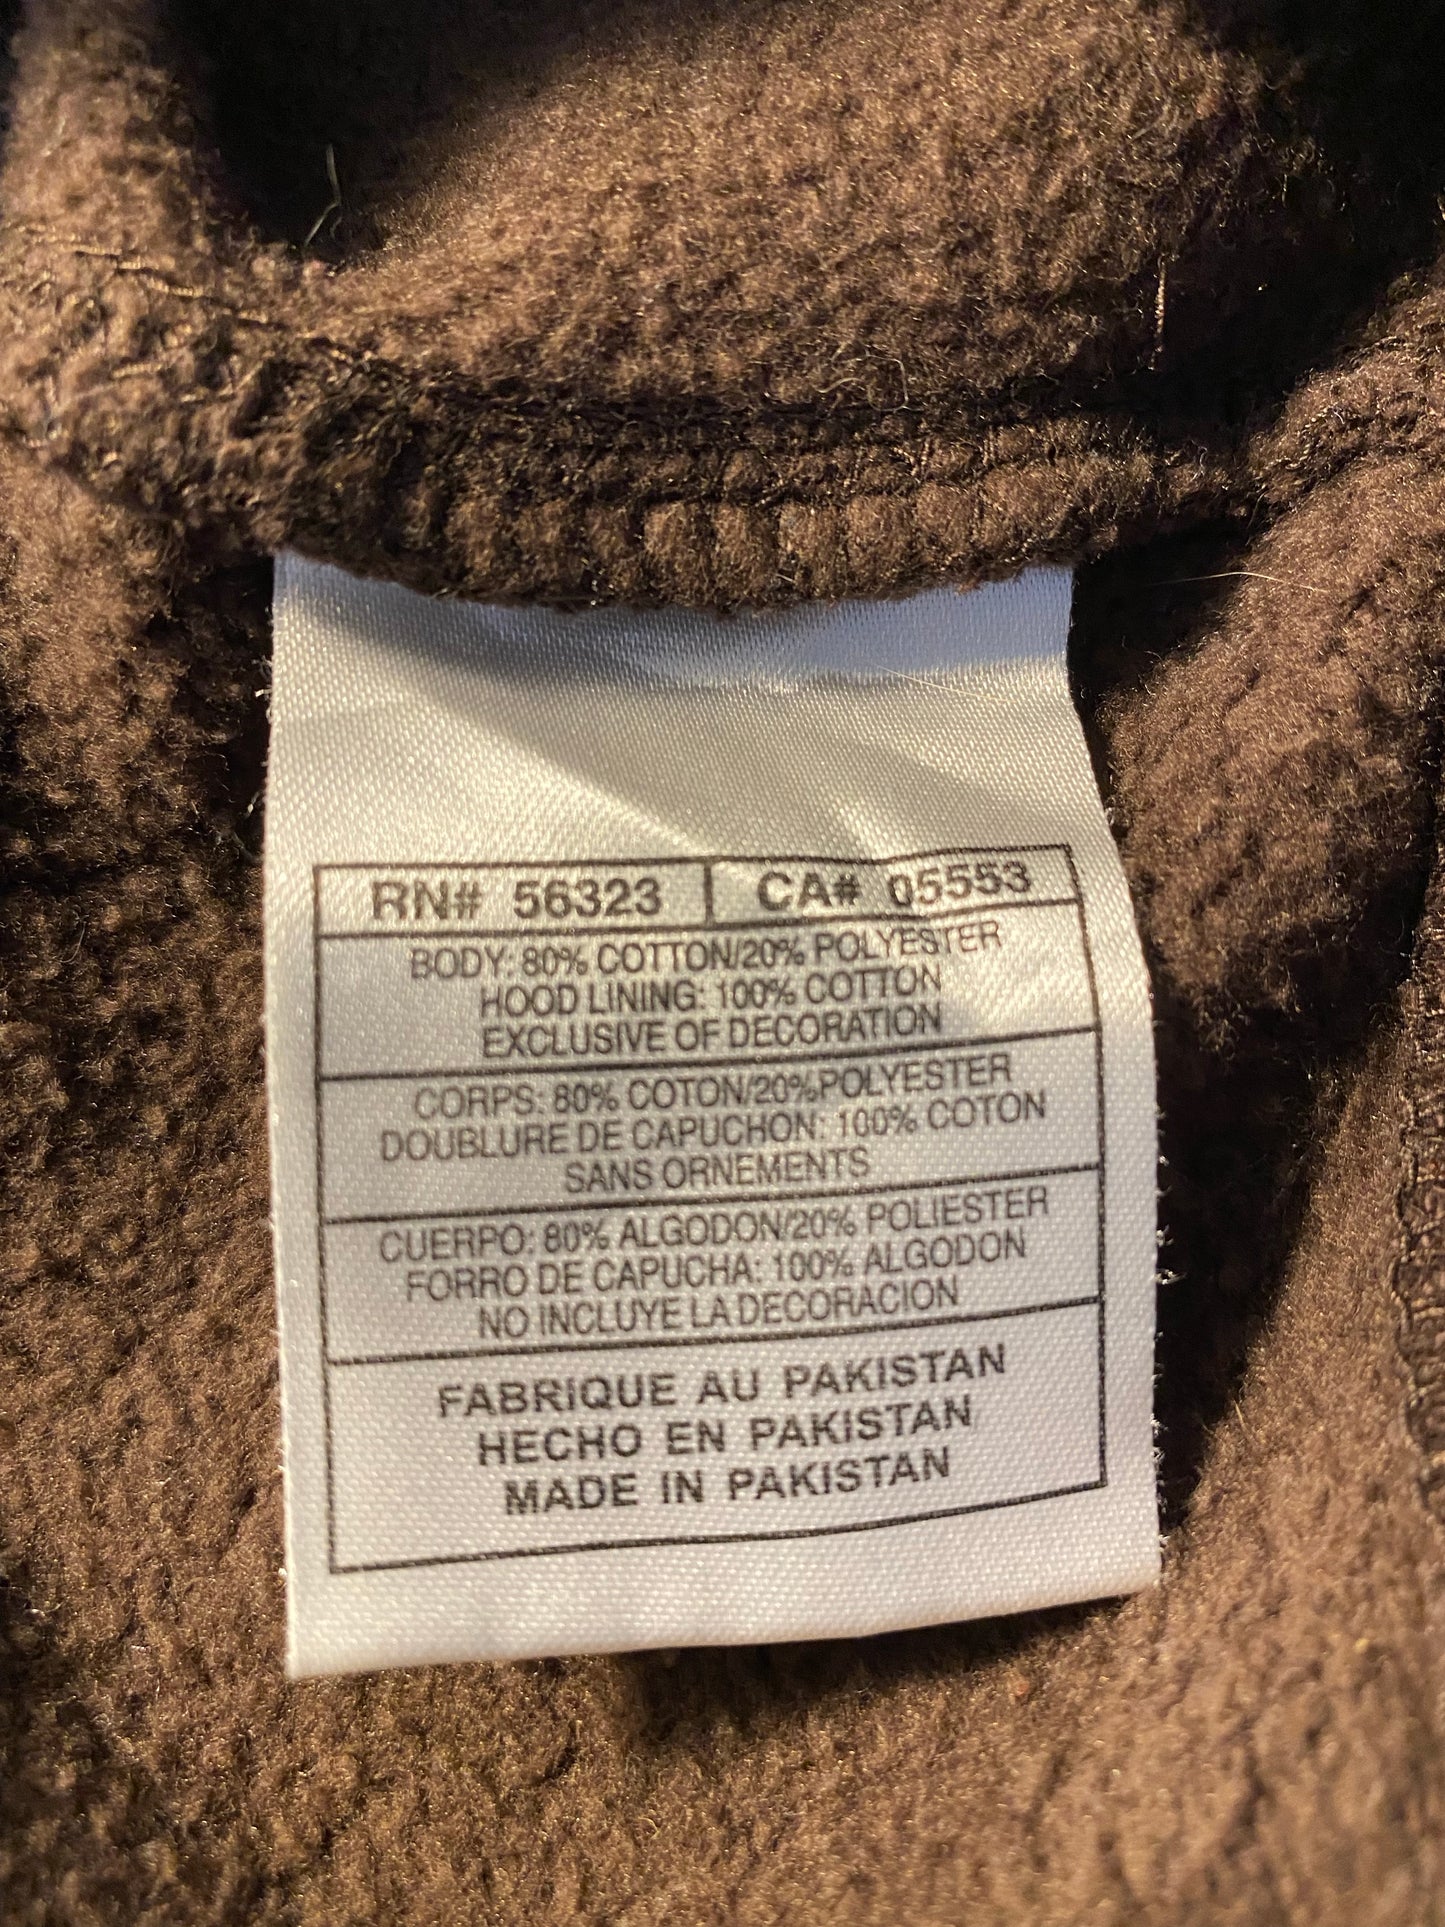 RN# 56323 CA# 05553
BODY: 80% COTTON/20% POLYESTER
HOOD LINING: 100% COTTON
EXCLUSIVE OF DECORATION
CORPS: 80% COTON/20%POLYESTER
DOUBLURE DE CAPUCHON: 100% COTON
SANS ORNEMENTS
CUERPO: 80% ALGODON/20% POLIESTER
FORRO DE CAPUCHA: 100% ALGODON
NO INCLUYE LA DECORACION
FABRIQUE AU PAKISTAN
HECHO EN PAKISTAN
MADE IN PAKISTAN